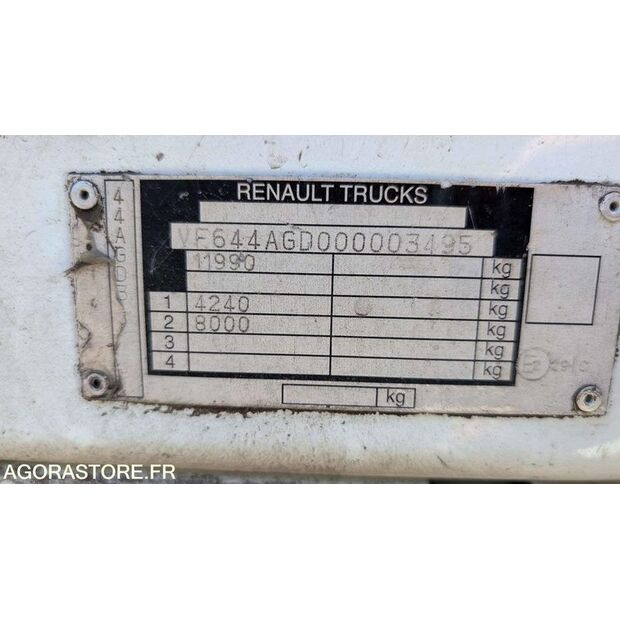 RENAULT TRUCKS
VF644AGD000003495
11990 kg
kg
1 4240 kg
2 8000 kg
3 kg
4 kg
kg
AGORASTORE.FR